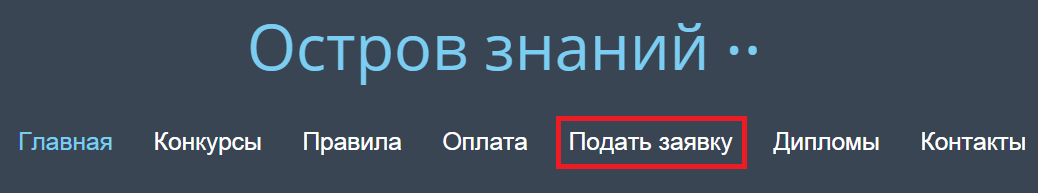 Остров знаний ··
Главная Конкурсы Правила Оплата Подать заявку Дипломы Контакты